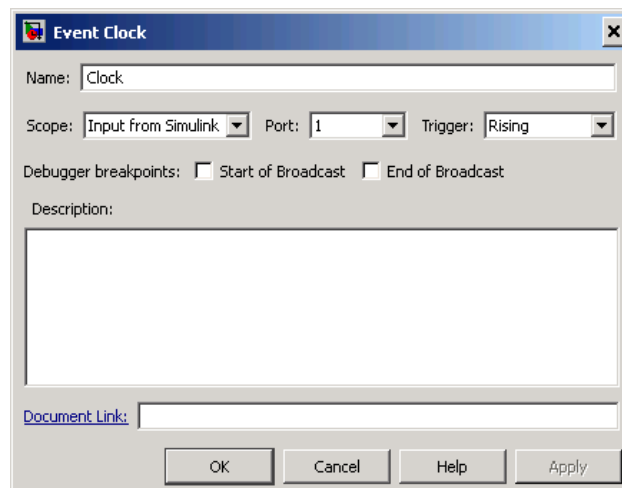 Event Clock
Name: Clock
Scope: Input from Simulink Port: 1 Trigger: Rising
Debugger breakpoints: Start of Broadcast End of Broadcast
Description:
Document Link:
OK Cancel Help Apply